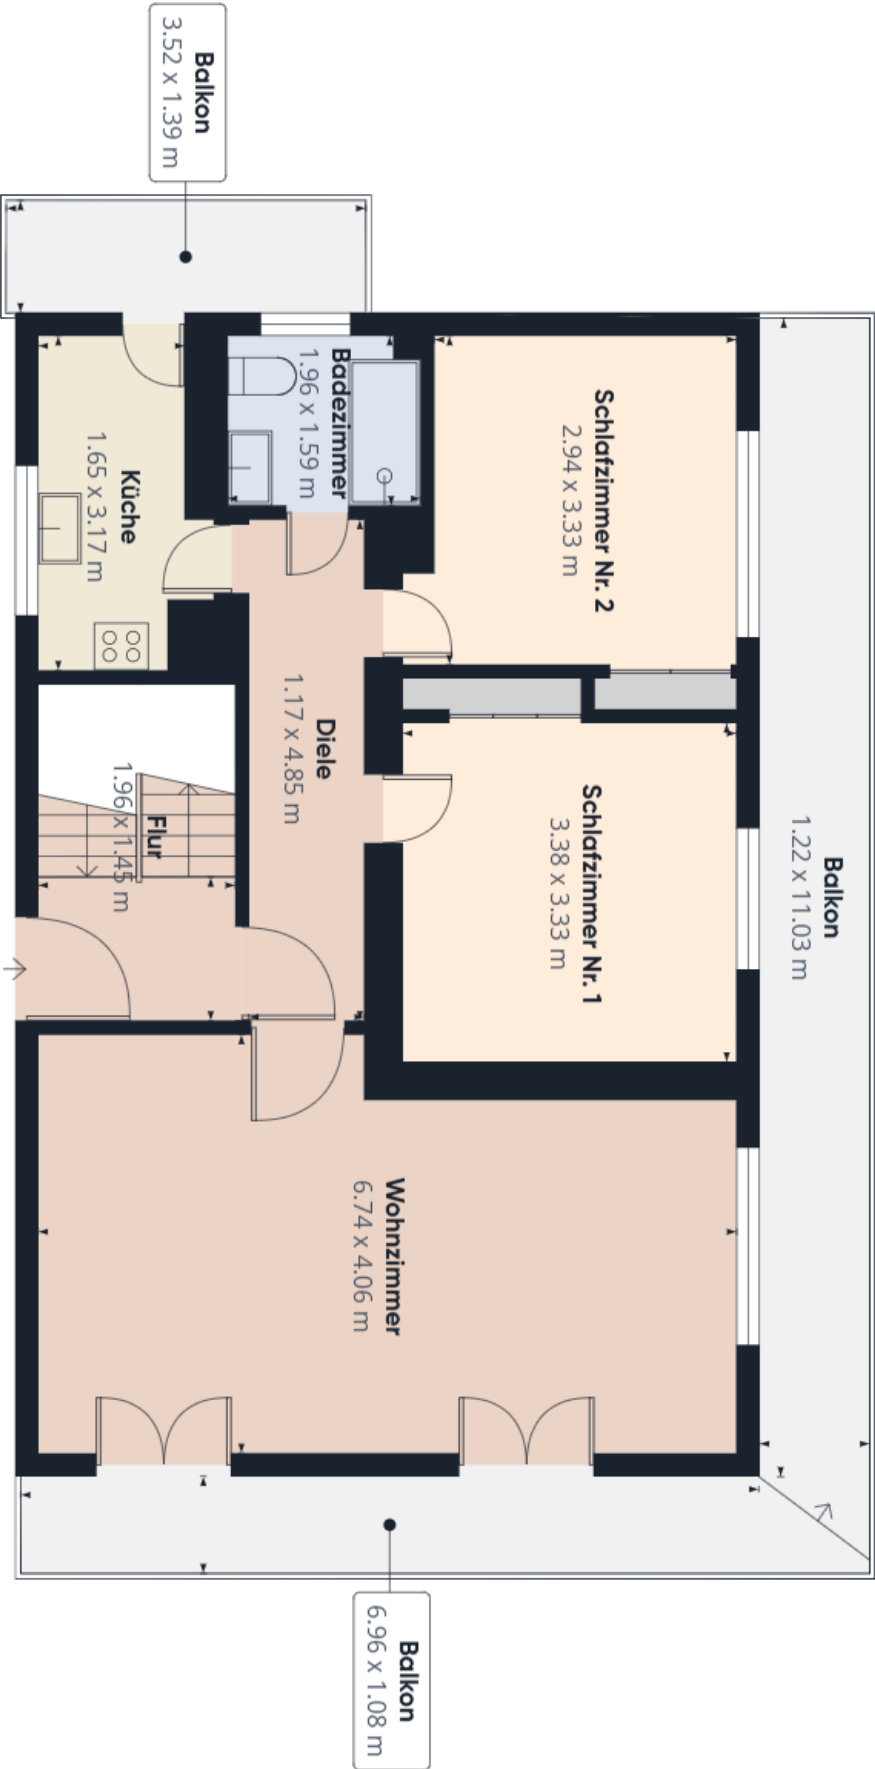 Balkon
3.52 x 1.39 m
Badezimmer
1.96 x 1.59 m
Schlafzimmer Nr. 2
2.94 x 3.33 m
Küche
1.65 x 3.17 m
Diele
1.17 x 4.85 m
Flur
1.96 x 1.45 m
Schlafzimmer Nr. 1
3.38 x 3.33 m
Balkon
1.22 x 11.03 m
Wohnzimmer
6.74 x 4.06 m
Balkon
6.96 x 1.08 m